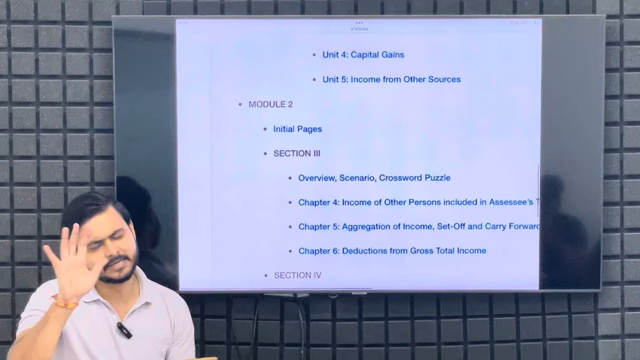 Unit 4: Capital Gains
Unit 5: Income from Other Sources
MODULE 2
Initial Pages
SECTION III
Overview, Scenario, Crossword Puzzle
Chapter 4: Income of Other Persons included in Assessee's
Chapter 5: Aggregation of Income, Set-Off and Carry Forward
Chapter 6: Deductions from Gross Total Income
SECTION IV